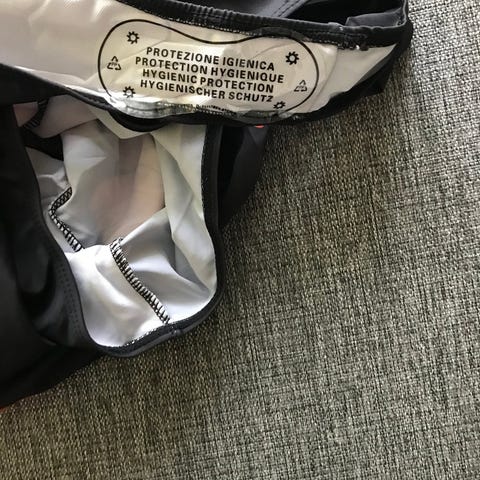 PROTEZIONE IGIENICA
PROTECTION HYGIENIQUE
HYGIENIC PROTECTION
HYGIENISCHER SCHUTZ